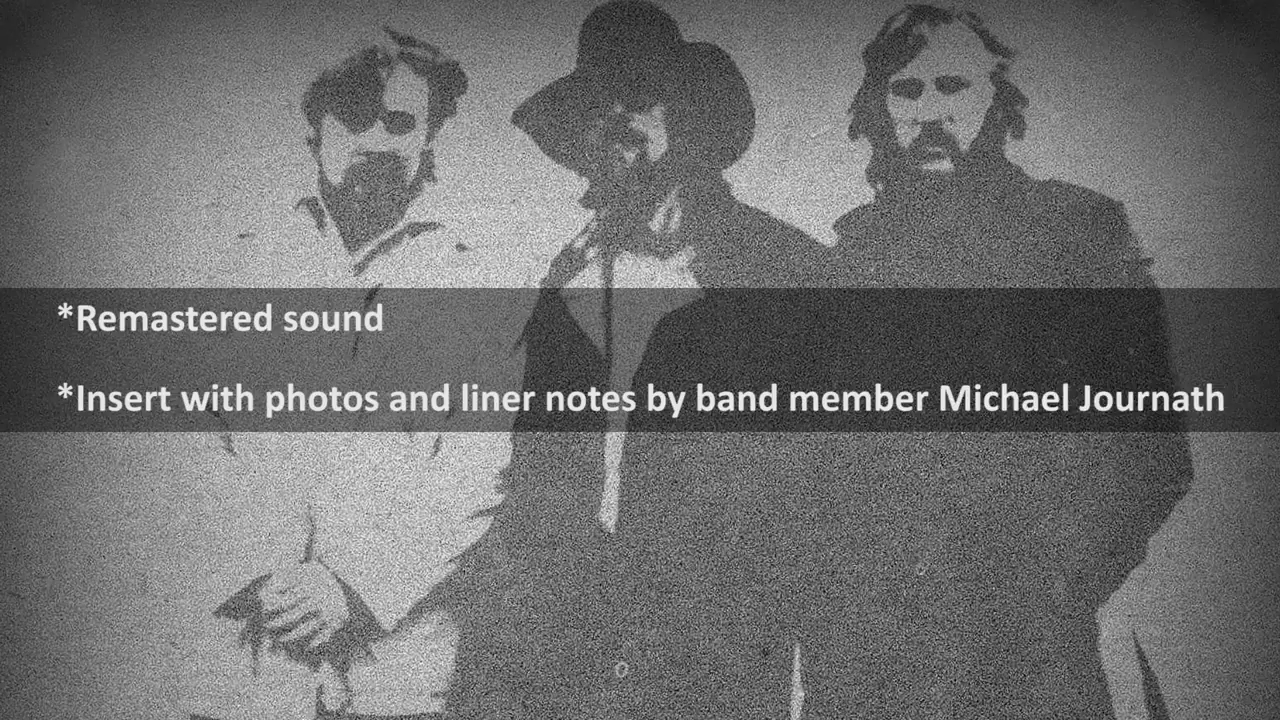 *Remastered sound
*Insert with photos and liner notes by band member Michael Journath